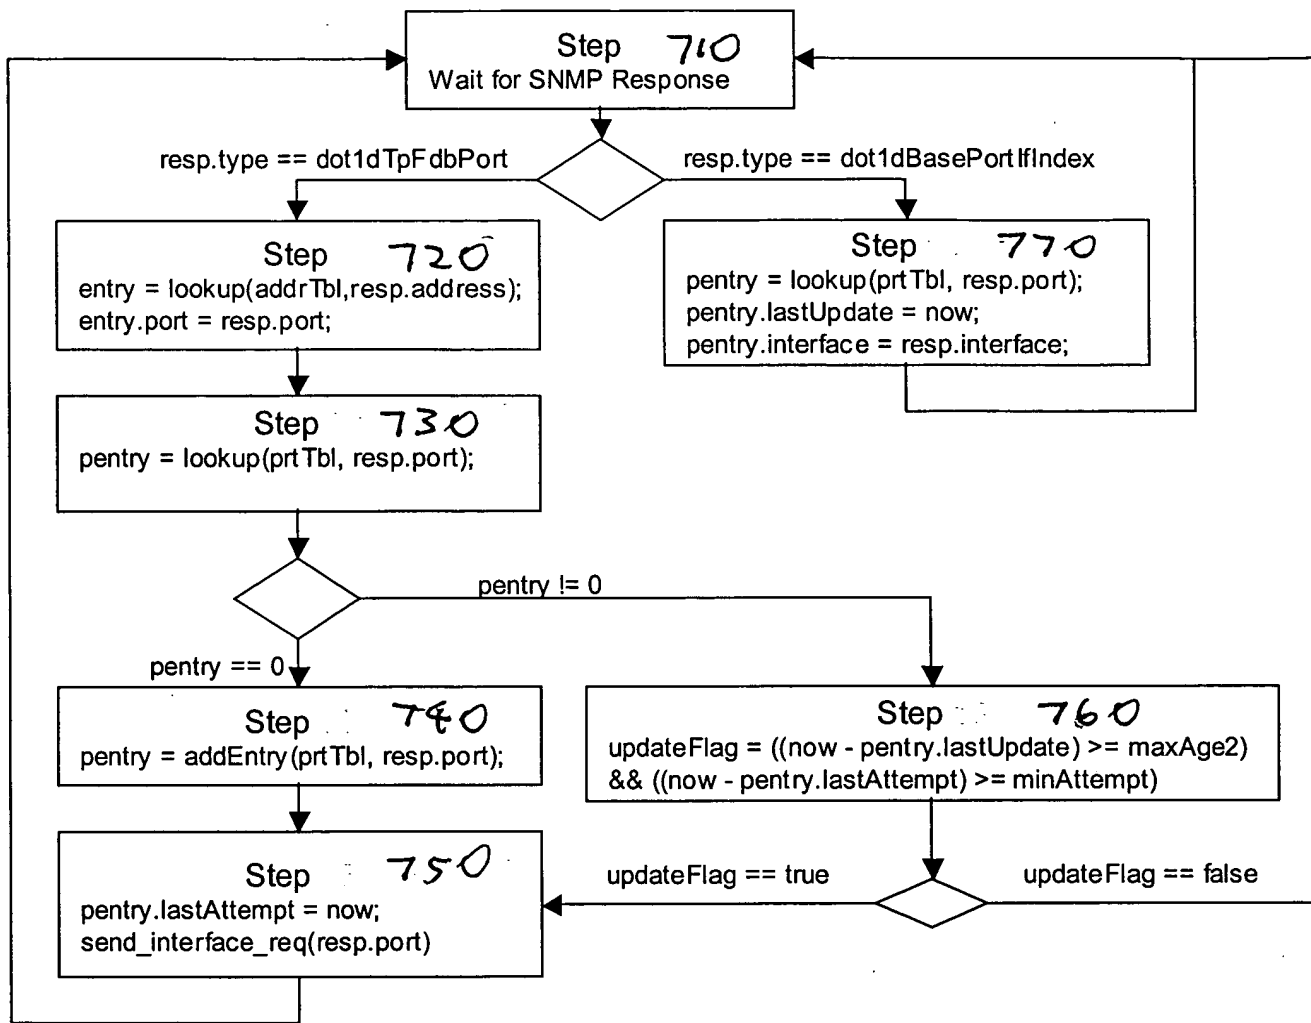 Step 710
Wait for SNMP Response
resp.type == dot1dTpFdbPort
resp.type == dot1dBasePortIfIndex
Step 720
entry = lookup(addrTbl,resp.address);
entry.port = resp.port;
Step 770
pentry = lookup(prtTbl, resp.port);
pentry.lastUpdate = now;
pentry.interface = resp.interface;
Step 730
pentry = lookup(prtTbl, resp.port);
pentry != 0
pentry == 0
Step 740
pentry = addEntry(prtTbl, resp.port);
Step 760
updateFlag = ((now - pentry.lastUpdate) >= maxAge2)
&& ((now - pentry.lastAttempt) >= minAttempt)
Step 750
pentry.lastAttempt = now;
send_interface_req(resp.port)
updateFlag == true
updateFlag == false